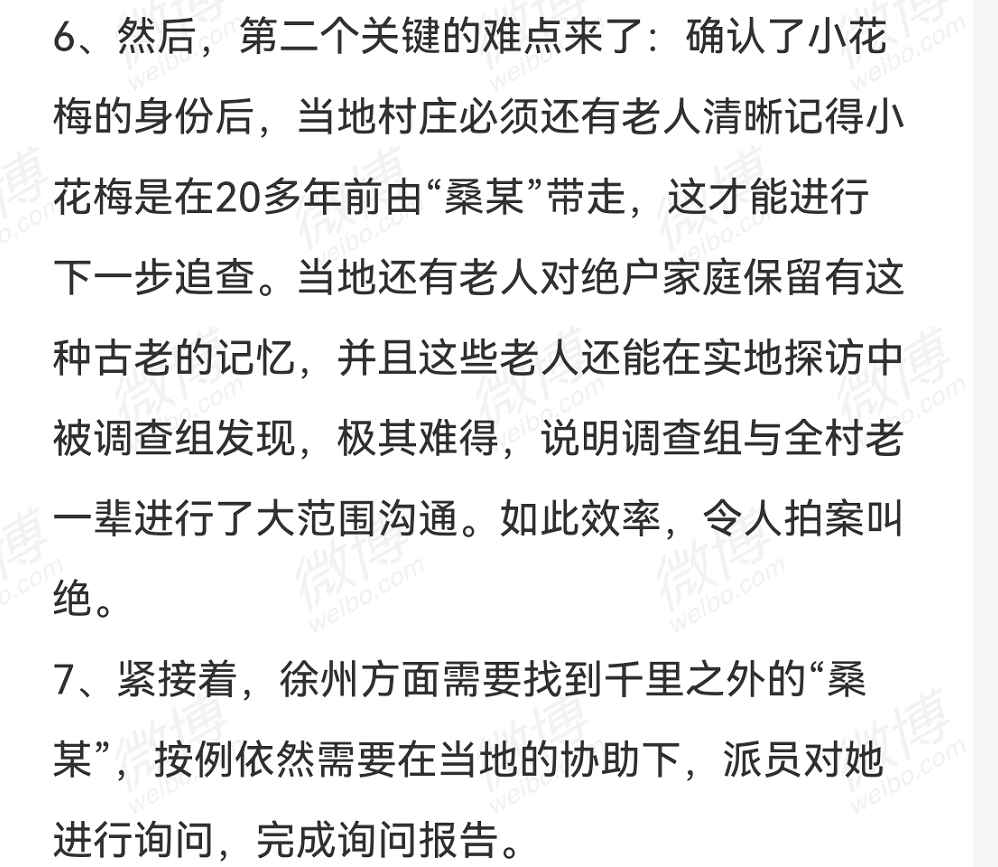 6、然后，第二个关键的难点来了：确认了小花
梅的身份后，当地村庄必须还有老人清晰记得小
花梅是在20多年前由“桑某”带走，这才能进行
下一步追查。当地还有老人对绝户家庭保留有这
种古老的记忆，并且这些老人还能在实地探访中
被调查组发现，极其难得，说明调查组与全村老
一辈进行了大范围沟通。如此效率，令人拍案叫
绝。
7、紧接着，徐州方面需要找到千里之外的“桑
某”，按例依然需要在当地的协助下，派员对她
进行询问，完成询问报告。